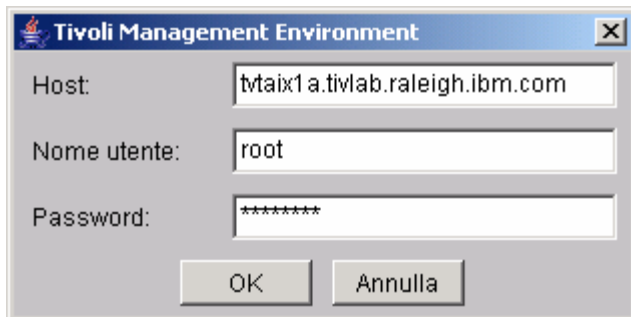 Tivoli Management Environment
Host: tvtaix1a.tivlab.raleigh.ibm.com
Nome utente: root
Password: ********
OK Annulla